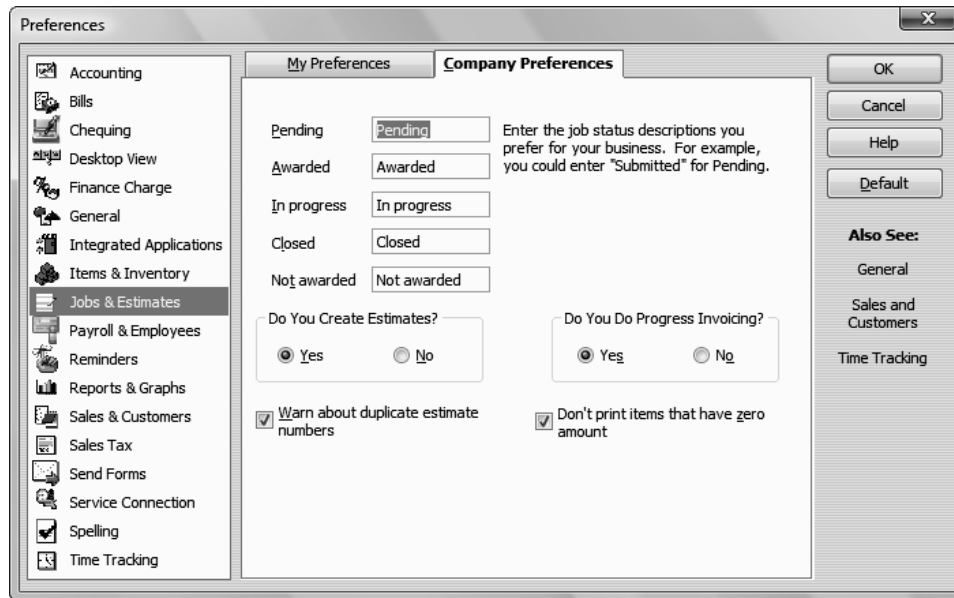 Preferences
Accounting
Bills
Chequing
Desktop View
Finance Charge
General
Integrated Applications
Items & Inventory
Jobs & Estimates
Payroll & Employees
Reminders
Reports & Graphs
Sales & Customers
Sales Tax
Send Forms
Service Connection
Spelling
Time Tracking
My Preferences
Company Preferences
Pending Pending
Awarded Awarded
In progress In progress
Closed Closed
Not awarded Not awarded
Enter the job status descriptions you
prefer for your business. For example,
you could enter "Submitted" for Pending.
Do You Create Estimates?
Yes No
Do You Do Progress Invoicing?
Yes No
Warn about duplicate estimate
numbers
Don't print items that have zero
amount
OK
Cancel
Help
Default
Also See:
General
Sales and
Customers
Time Tracking